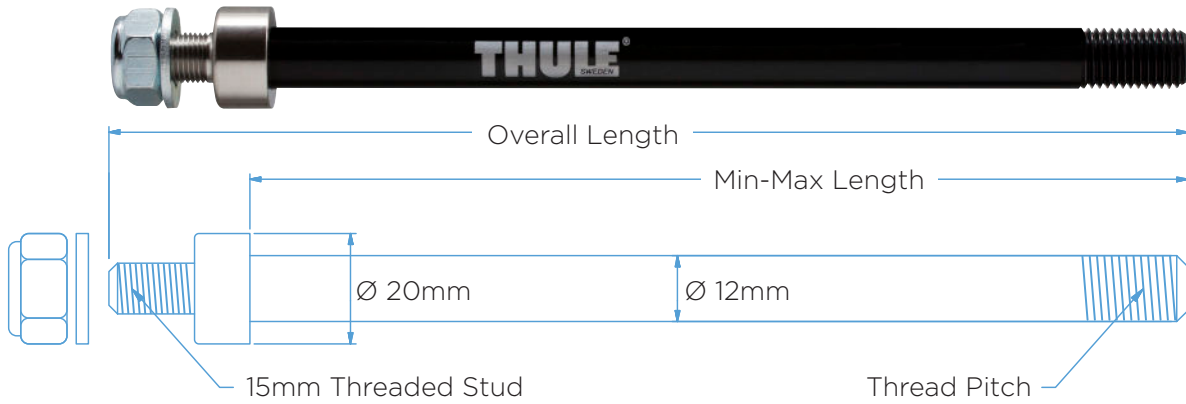 THULE®
SWEDEN
Overall Length
Min-Max Length
Ø 20mm
Ø 12mm
15mm Threaded Stud
Thread Pitch